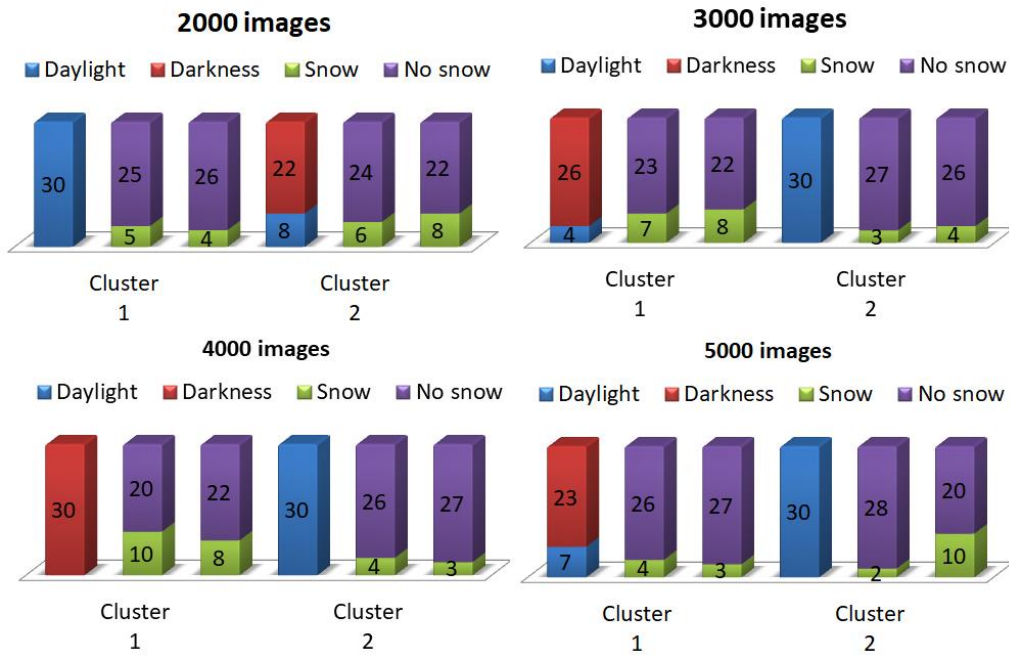 2000 images
Daylight Darkness Snow No snow
30 25 26 22 24 22
5 4 8 6 8
Cluster 1 Cluster 2
3000 images
Daylight Darkness Snow No snow
26 23 22 30 27 26
4 7 8 3 4
Cluster 1 Cluster 2
4000 images
Daylight Darkness Snow No snow
30 20 22 30 26 27
10 8 4 3
Cluster 1 Cluster 2
5000 images
Daylight Darkness Snow No snow
23 26 27 30 28 20
7 4 3 2 10
Cluster 1 Cluster 2